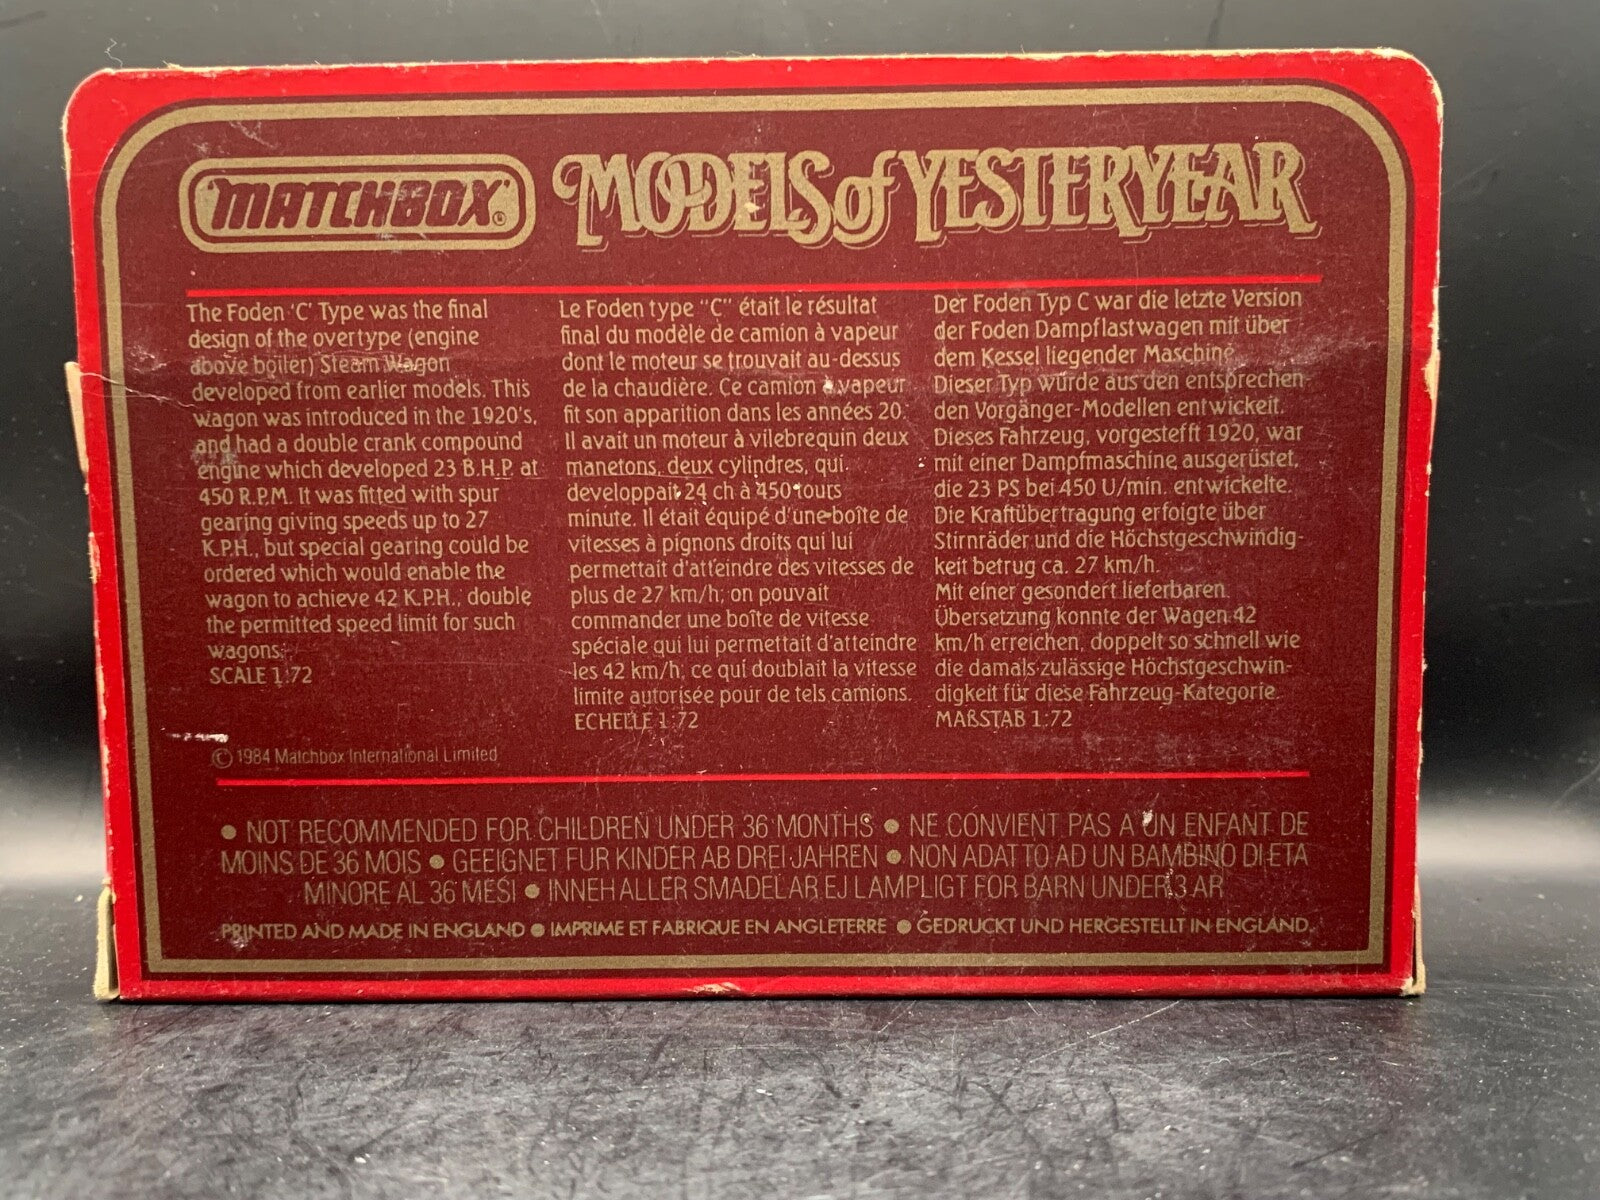 MATCHBOX
MODELS of YESTERYEAR
The Foden 'C' Type was the final
design of the overtype (engine
above boiler) Steam Wagon
developed from earlier models. This
wagon was introduced in the 1920's,
and had a double crank compound
engine which developed 23 B.H.P. at
450 R.P.M. It was fitted with spur
gearing giving speeds up to 27
K.P.H., but special gearing could be
ordered which would enable the
wagon to achieve 42 K.P.H., double
the permitted speed limit for such
wagons.
SCALE 1:72
© 1984 Matchbox International Limited
Le Foden type "C" était le résultat
final du modèle de camion à vapeur
dont le moteur se trouvait au-dessus
de la chaudière. Ce camion à vapeur
fit son apparition dans les années 20.
Il avait un moteur à vilebrequin deux
manetons, deux cylindres, qui
developpait 24 ch à 450 tours
minute. Il était équipé d'une boîte de
vitesses à pignons droits qui lui
permettait d'atteindre des vitesses de
plus de 27 km/h; on pouvait
commander une boîte de vitesse
spéciale qui lui permettait d'atteindre
les 42 km/h, ce qui doublait la vitesse
limite autorisée pour de tels camions.
ECHELLE 1:72
Der Foden Typ C war die letzte Version
der Foden Dampflastwagen mit über
dem Kessel liegender Maschine.
Dieser Typ wurde aus den entsprechen-
den Vorgänger-Modellen entwickeit.
Dieses Fahrzeug, vorgestefft 1920, war
mit einer Dampfmaschine ausgerüstet,
die 23 PS bei 450 U/min. entwickelte.
Die Kraftübertragung erfoigte über
Stirnräder und die Höchstgeschwindig-
keit betrug ca. 27 km/h.
Mit einer gesondert lieferbaren
Übersetzung konnte der Wagen 42
km/h erreichen, doppelt so schnell wie
die damals zulässige Höchstgeschwin-
digkeit für diese Fahrzeug-Kategorie.
MAßSTAB 1:72
● NOT RECOMMENDED FOR CHILDREN UNDER 36 MONTHS ● NE CONVIENT PAS A UN ENFANT DE
MOINS DE 36 MOIS ● GEEIGNET FUR KINDER AB DREI JAHREN ● NON ADATTO AD UN BAMBINO DI ETA
MINORE AL 36 MESI ● INNEHALLER SMADELAR EJ LAMPLIGT FOR BARN UNDER 3 AR
PRINTED AND MADE IN ENGLAND ● IMPRIME ET FABRIQUE EN ANGLETERRE ● GEDRUCKT UND HERGESTELLT IN ENGLAND.